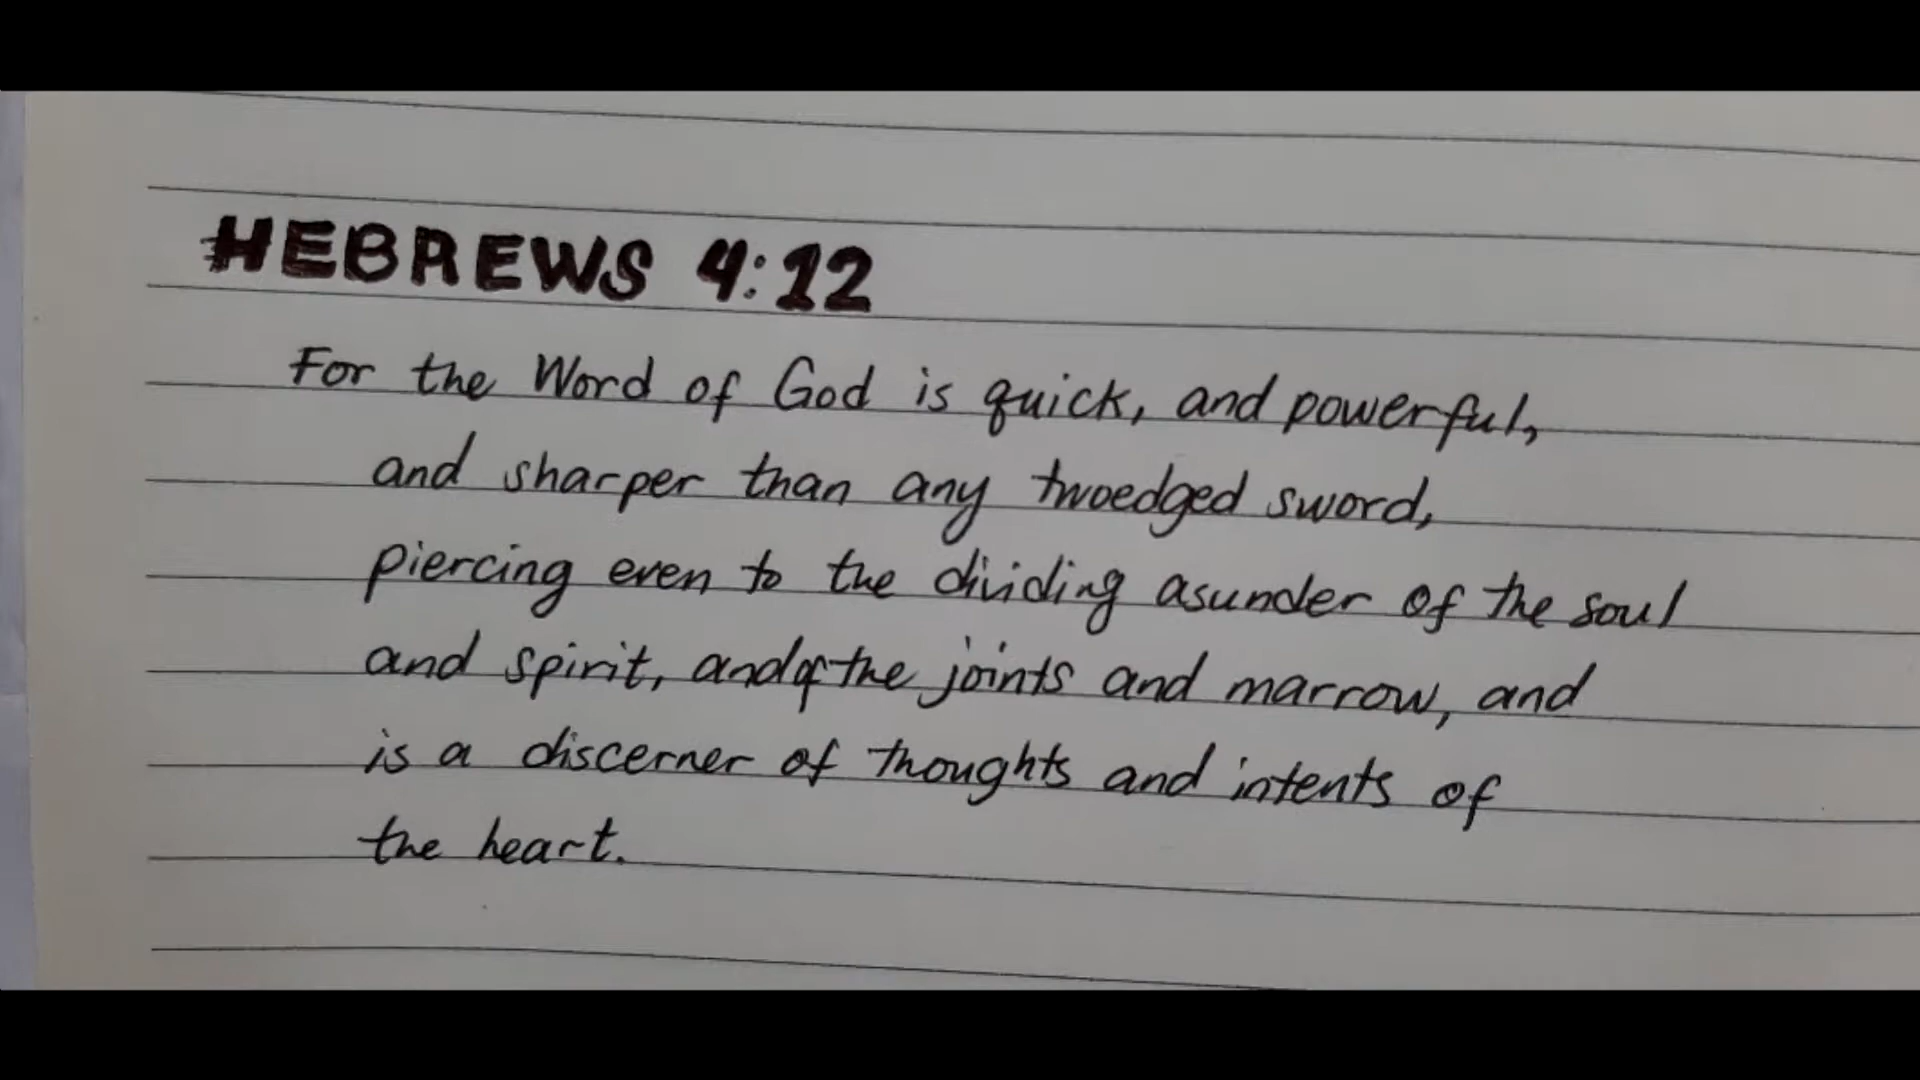 HEBREWS 4:12
For the Word of God is quick, and powerful,
and sharper than any twoedged sword,
piercing even to the dividing asunder of the soul
and spirit, and of the joints and marrow, and
is a discerner of thoughts and intents of
the heart.